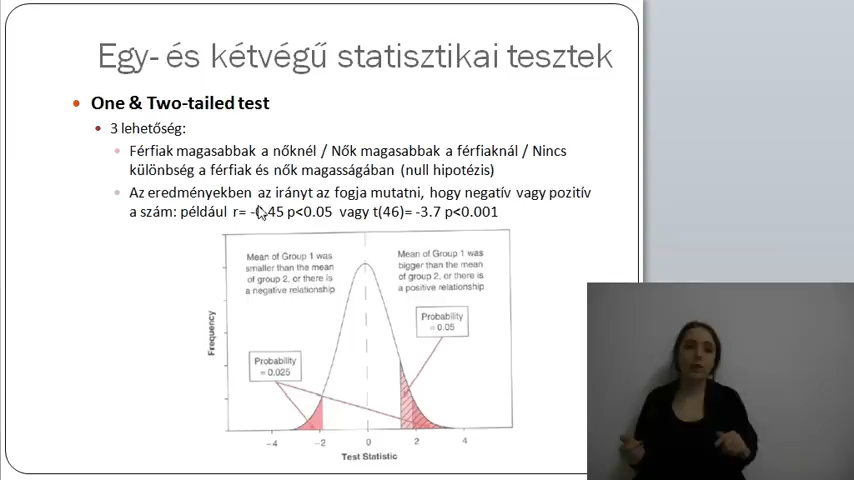 Egy- és kétvégű statisztikai tesztek
One & Two-tailed test
3 lehetőség:
Férfiak magasabbak a nőknél / Nők magasabbak a férfiaknál / Nincs
különbség a férfiak és nők magasságában (null hipotézis)
Az eredményekben az irányt az fogja mutatni, hogy negatív vagy pozitív
a szám: például r= -0.45 p<0.05 vagy t(46)= -3.7 p<0.001
Mean of Group 1 was
smaller than the mean
of group 2, or there is
a negative relationship
Mean of Group 1 was
bigger than the mean
of group 2, or there is
a positive relationship
Probability
= 0.05
Probability
= 0.025
Frequency
-4 -2 0 2 4
Test Statistic